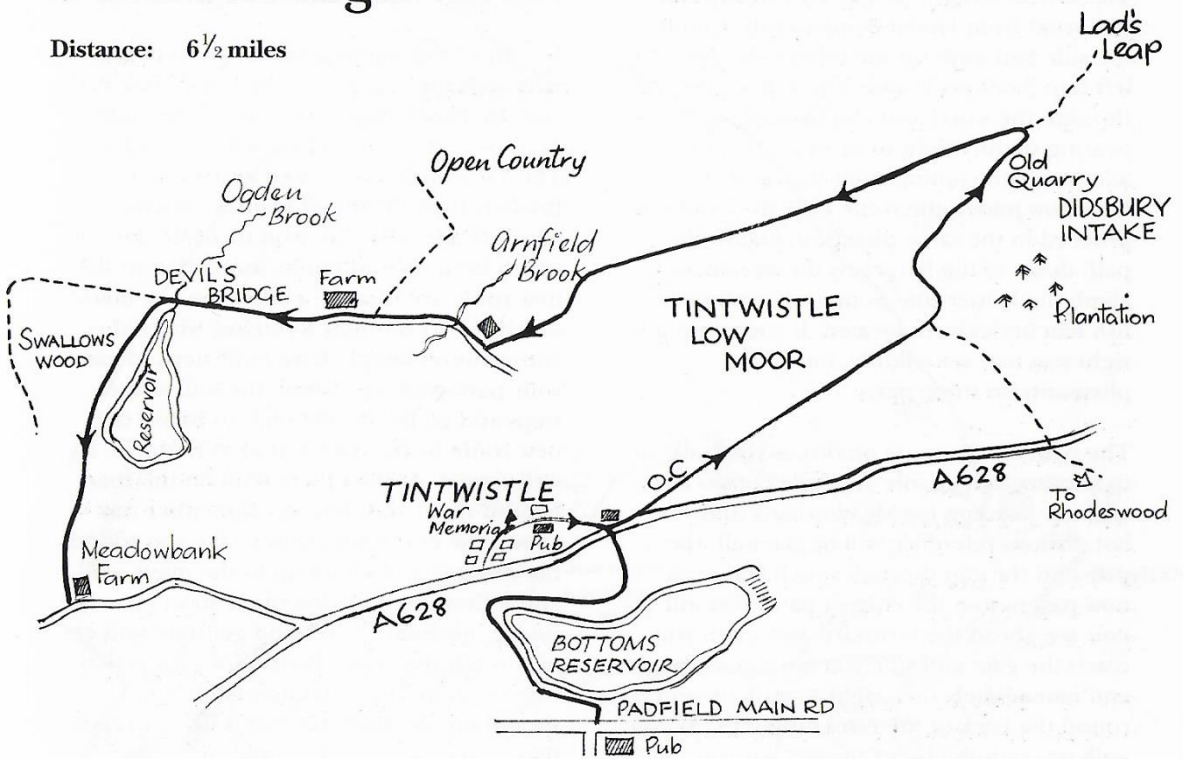 Distance: 6½ miles
Lad's
Leap
Open Country
Ogden
Brook
Old
Quarry
DIDSBURY
INTAKE
Arnfield
Brook
DEVIL'S
BRIDGE
Farm
Plantation
TINTWISTLE
LOW
MOOR
SWALLOWS
WOOD
Reservoir
O.C
A628
To
Rhodeswood
TINTWISTLE
War
Memorial
Pub
Meadowbank
Farm
A628
BOTTOMS
RESERVOIR
PADFIELD MAIN RD
Pub